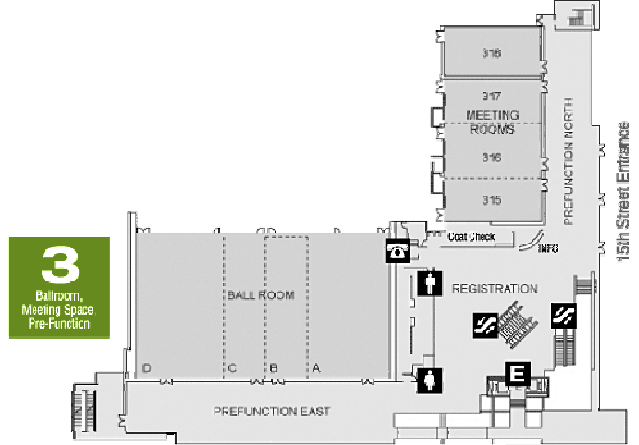 318
317
MEETING
ROOMS
316
315
PREFUNCTION NORTH
15th Street Entrance
Coat Check
INFO
3
Ballroom,
Meeting Space
Pre-Function
BALL ROOM
REGISTRATION
D
C
B
A
E
PREFUNCTION EAST